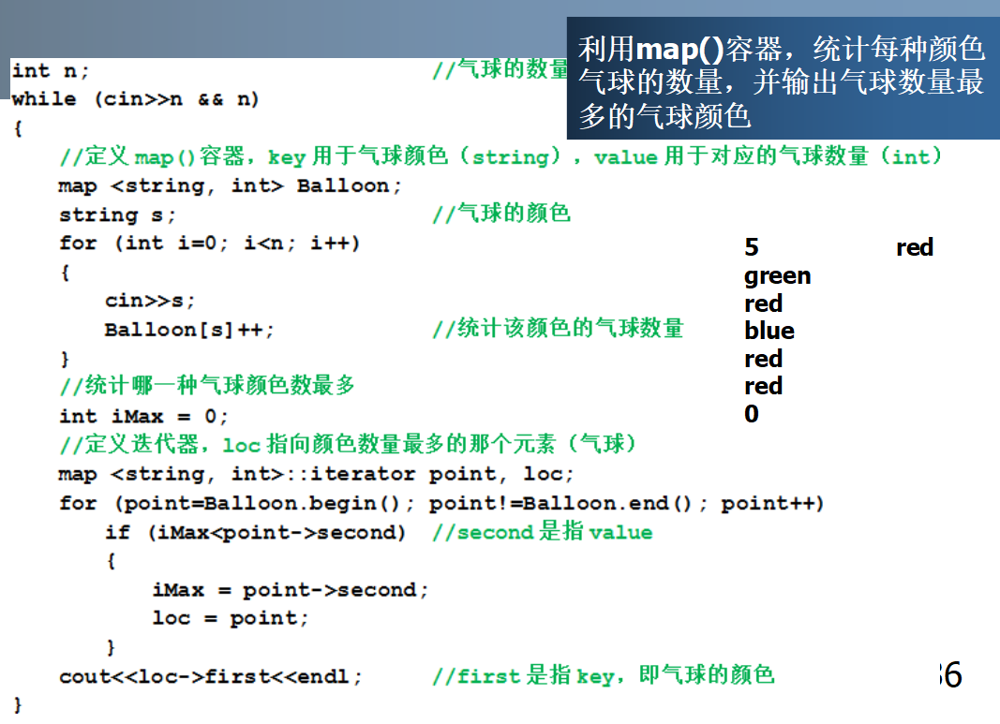 利用map()容器，统计每种颜色
气球的数量，并输出气球数量最
多的气球颜色
int n; //气球的数量
while (cin>>n && n)
{
//定义 map()容器，key 用于气球颜色（string），value 用于对应的气球数量（int）
map <string, int> Balloon;
string s; //气球的颜色
for (int i=0; i<n; i++)
{
cin>>s;
Balloon[s]++; //统计该颜色的气球数量
}
//统计哪一种气球颜色数最多
int iMax = 0;
//定义迭代器，loc 指向颜色数量最多的那个元素（气球）
map <string, int>::iterator point, loc;
for (point=Balloon.begin(); point!=Balloon.end(); point++)
if (iMax<point->second) //second 是指 value
{
iMax = point->second;
loc = point;
}
cout<<loc->first<<endl; //first 是指 key，即气球的颜色
}
5 red
green
red
blue
red
red
0